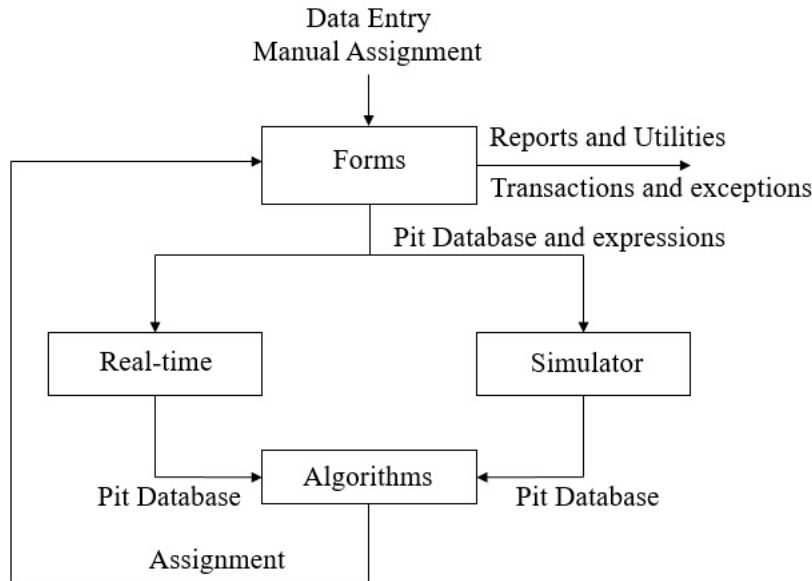 Data Entry
Manual Assignment
Forms
Reports and Utilities
Transactions and exceptions
Pit Database and expressions
Real-time
Simulator
Algorithms
Pit Database
Pit Database
Assignment